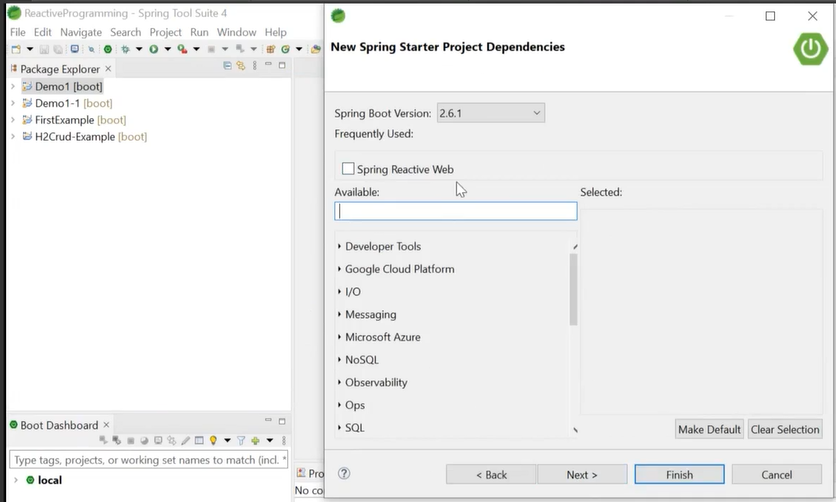 ReactiveProgramming - Spring Tool Suite 4
File Edit Navigate Search Project Run Window Help
Package Explorer
Demo1 [boot]
Demo1-1 [boot]
FirstExample [boot]
H2Crud-Example [boot]
Boot Dashboard
Type tags, projects, or working set names to match (incl. *
local
Pro
No co
New Spring Starter Project Dependencies
Spring Boot Version: 2.6.1
Frequently Used:
Spring Reactive Web
Available:
Selected:
Developer Tools
Google Cloud Platform
I/O
Messaging
Microsoft Azure
NoSQL
Observability
Ops
SQL
Make Default Clear Selection
? < Back Next > Finish Cancel